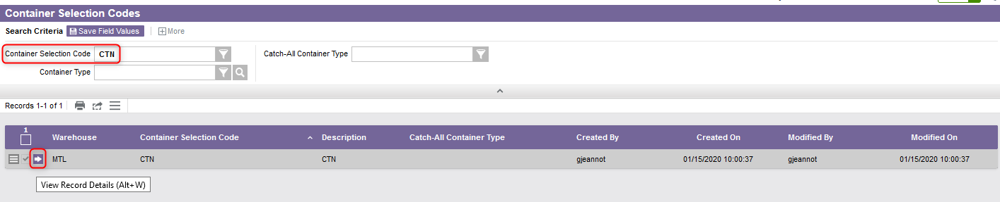 Container Selection Codes
Search Criteria Save Field Values More
Container Selection Code CTN Catch-All Container Type
Container Type
Records 1-1 of 1
1
Warehouse Container Selection Code Description Catch-All Container Type Created By Created On Modified By Modified On
MTL CTN CTN gjeannot 01/15/2020 10:00:37 gjeannot 01/15/2020 10:00:37
View Record Details (Alt+W)